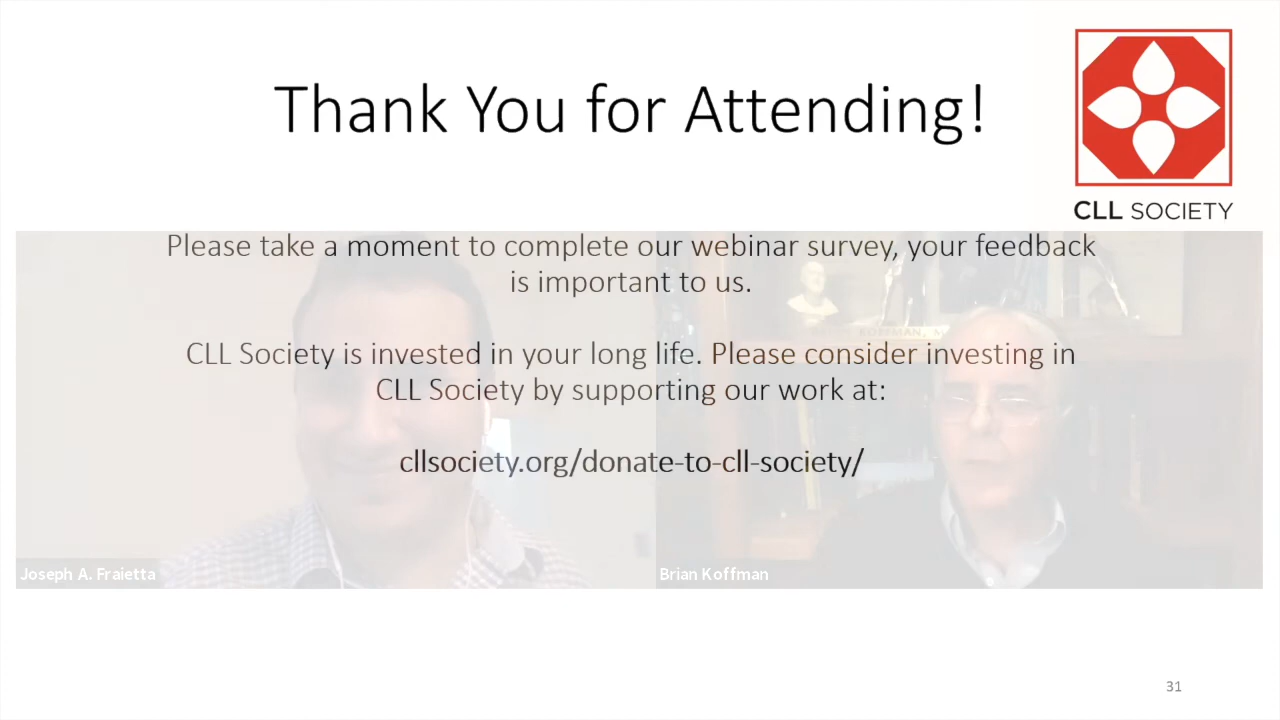 Thank You for Attending!
CLL SOCIETY
Please take a moment to complete our webinar survey, your feedback
is important to us.
CLL Society is invested in your long life. Please consider investing in
CLL Society by supporting our work at:
cllsociety.org/donate-to-cll-society/
Joseph A. Fraietta
Brian Koffman
31